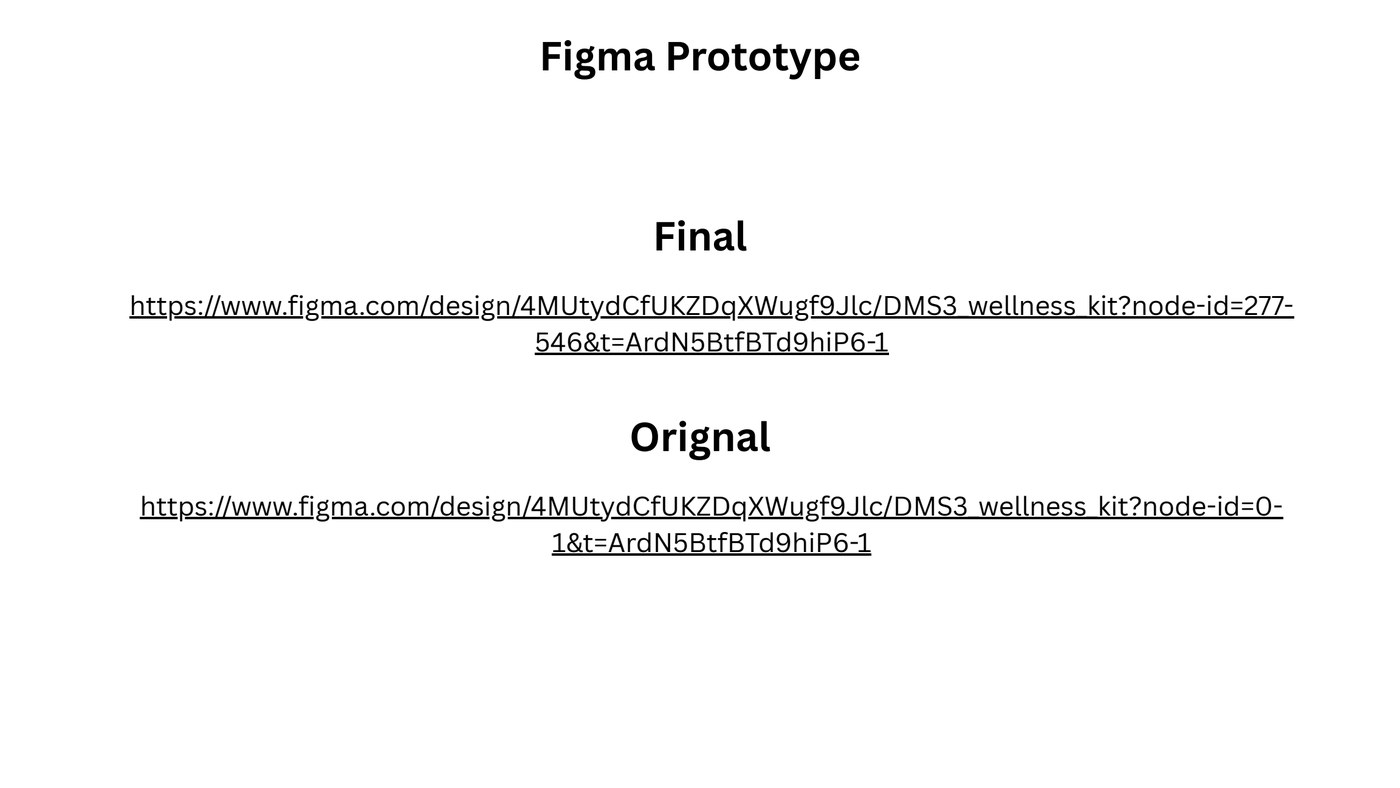 Figma Prototype
Final
https://www.figma.com/design/4MUtydCfUKZDqXWugf9Jlc/DMS3_wellness_kit?node-id=277-
546&t=ArdN5BtfBTd9hiP6-1
Orignal
https://www.figma.com/design/4MUtydCfUKZDqXWugf9Jlc/DMS3_wellness_kit?node-id=0-
1&t=ArdN5BtfBTd9hiP6-1